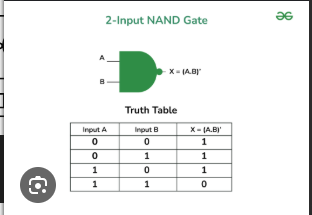 2-Input NAND Gate
A
B
X = (A.B)'
Truth Table
Input A Input B X = (A.B)'
0 0 1
0 1 1
1 0 1
1 1 0